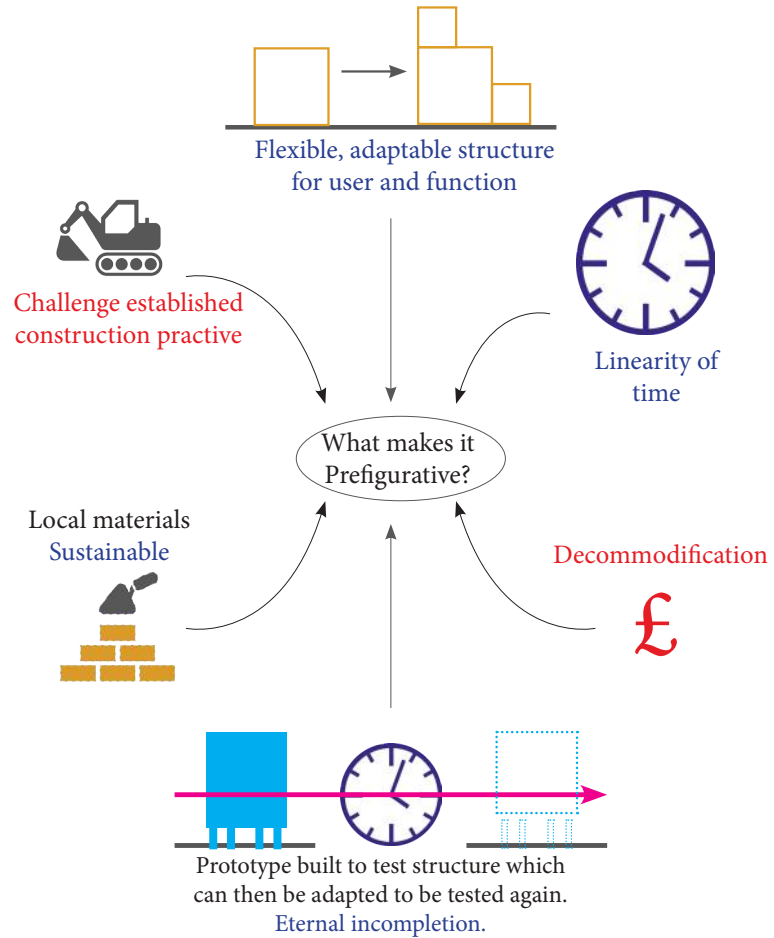 Flexible, adaptable structure
for user and function
Challenge established
construction practive
Linearity of
time
What makes it
Prefigurative?
Local materials
Sustainable
Decommodification
£
Prototype built to test structure which
can then be adapted to be tested again.
Eternal incompletion.